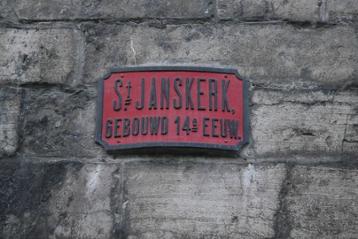 St JANSKERK,
GEBOUWD 14e EEUW.